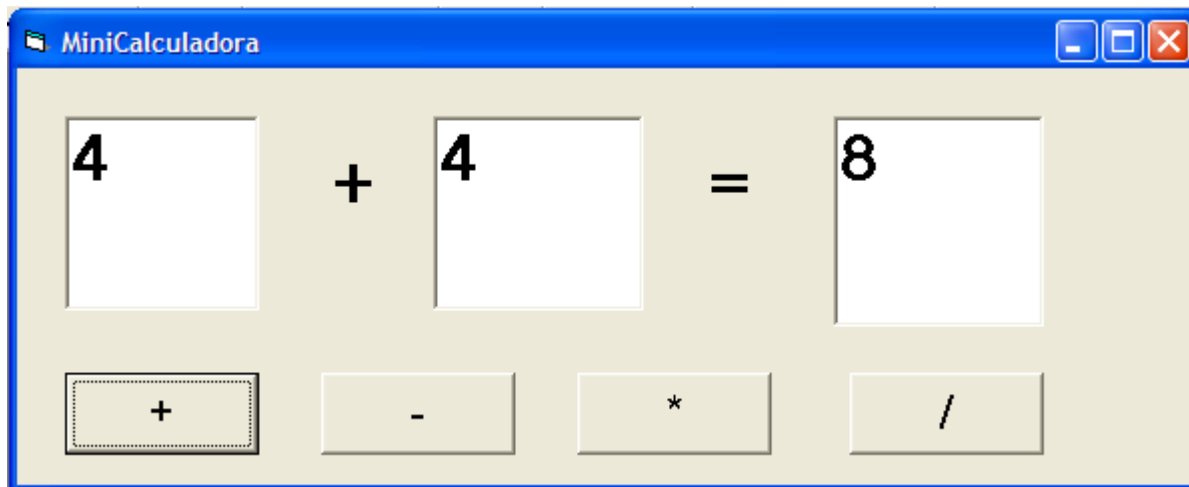 MiniCalculadora
4 + 4 = 8
+ - * /